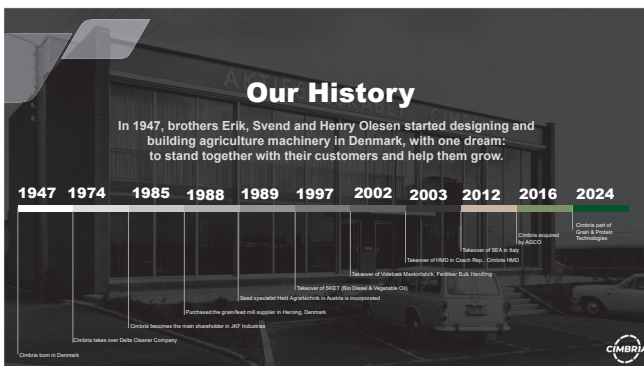 AKTIESELSKABET CIMBRIA
Our History
In 1947, brothers Erik, Svend and Henry Olesen started designing and
building agriculture machinery in Denmark, with one dream:
to stand together with their customers and help them grow.
1947 1974 1985 1988 1989 1997 2002 2003 2012 2016 2024
Cimbria part of
Grain & Protein
Technologies
Cimbria acquired
by AGCO
Takeover of SEA in Italy
Takeover of HMD in Czech Rep., Cimbria HMD
Takeover of Videbæk Maskinfabrik, Fertiliser Bulk Handling
Takeover of SKET (Bio Diesel & Vegetable Oil)
Seed specialist Heid Agrartechnik in Austria is incorporated
Purchased the grain/feed mill supplier in Herning, Denmark
Cimbria becomes the main shareholder in JKF Industries
Cimbria takes over Delta Cleaner Company
Cimbria born in Denmark
CIMBRIA